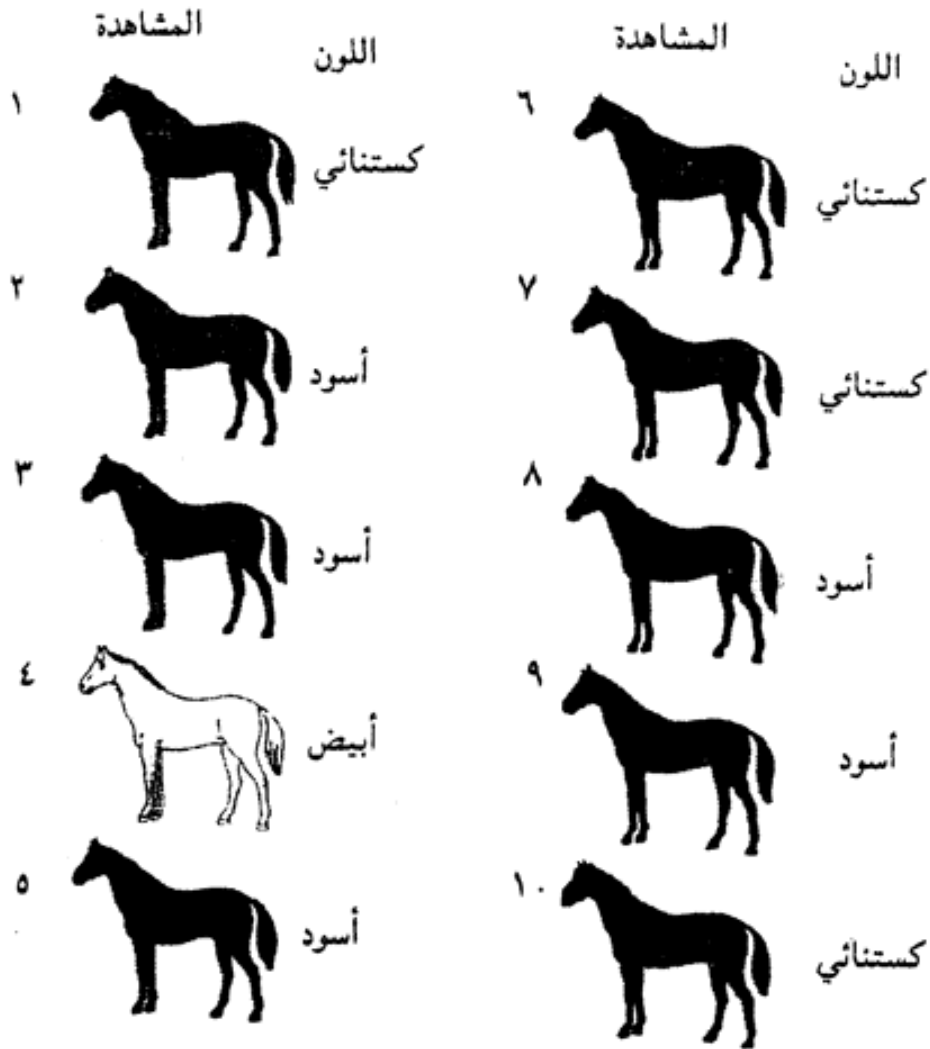 المشاهدة اللون
١ كستنائي
٢ أسود
٣ أسود
٤ أبيض
٥ أسود
المشاهدة اللون
٦ كستنائي
٧ كستنائي
٨ أسود
٩ أسود
١٠ كستنائي